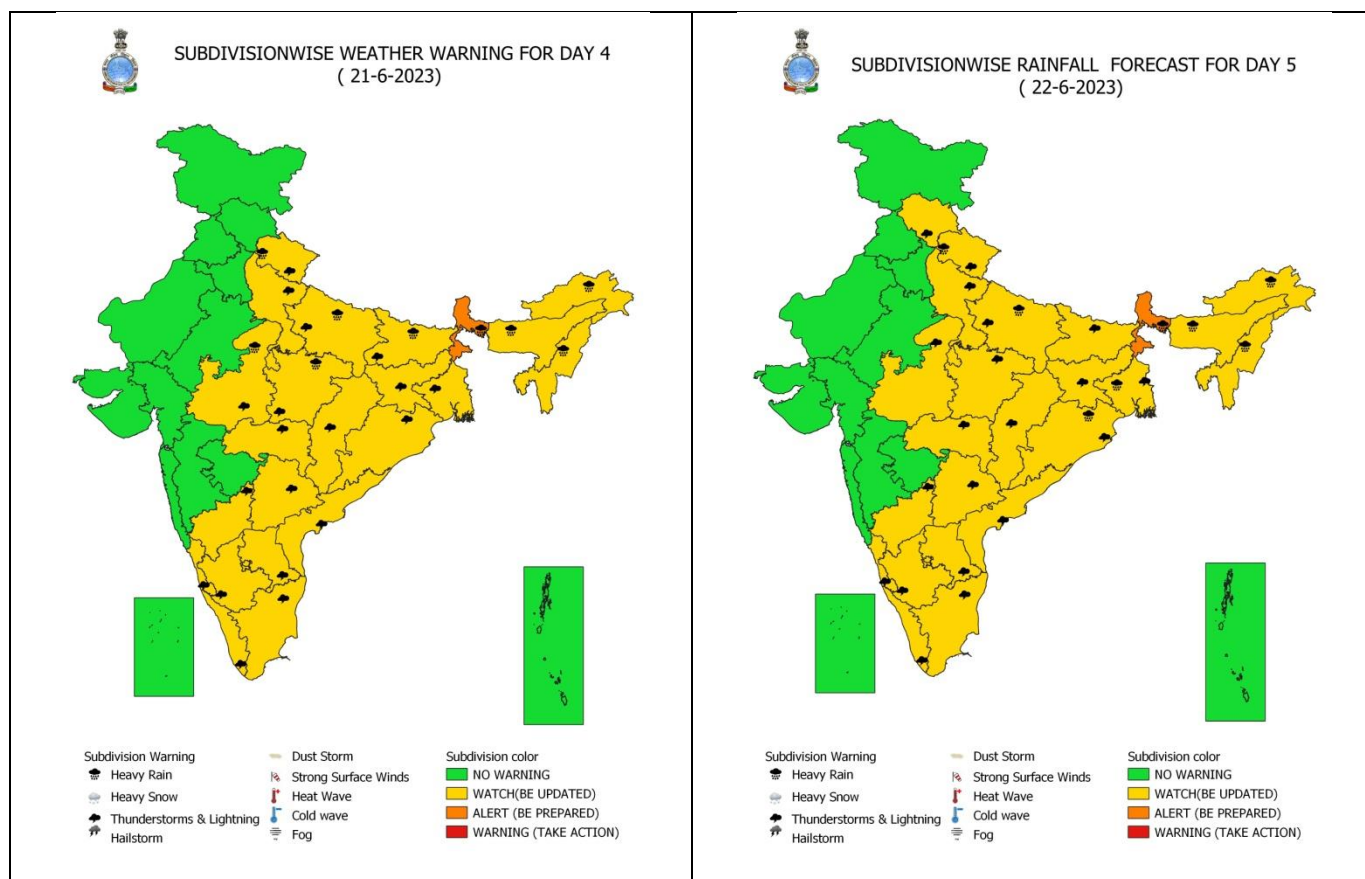 SUBDIVISIONWISE WEATHER WARNING FOR DAY 4
( 21-6-2023)
Subdivision Warning
Heavy Rain
Heavy Snow
Thunderstorms & Lightning
Hailstorm
Dust Storm
Strong Surface Winds
Heat Wave
Cold wave
Fog
Subdivision color
NO WARNING
WATCH(BE UPDATED)
ALERT (BE PREPARED)
WARNING (TAKE ACTION)
SUBDIVISIONWISE RAINFALL FORECAST FOR DAY 5
( 22-6-2023)
Subdivision Warning
Heavy Rain
Heavy Snow
Thunderstorms & Lightning
Hailstorm
Dust Storm
Strong Surface Winds
Heat Wave
Cold wave
Fog
Subdivision color
NO WARNING
WATCH(BE UPDATED)
ALERT (BE PREPARED)
WARNING (TAKE ACTION)